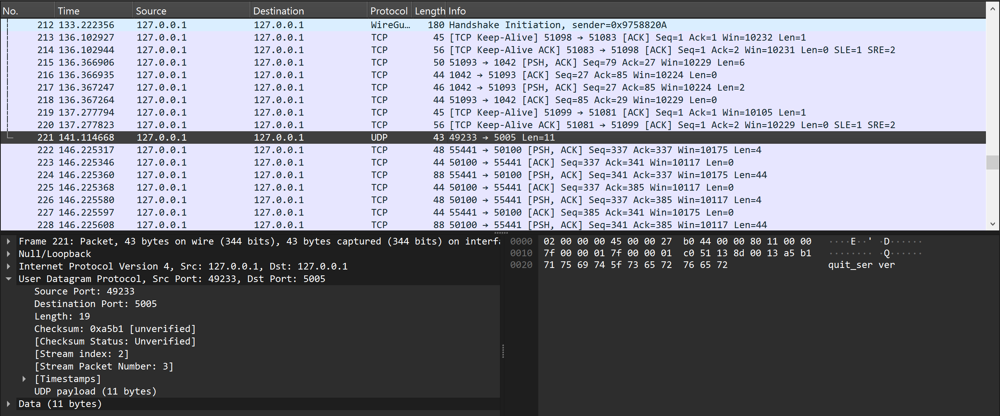 No. Time Source Destination Protocol Length Info
212 133.222356 127.0.0.1 127.0.0.1 WireGu… 180 Handshake Initiation, sender=0x9758820A
213 136.102927 127.0.0.1 127.0.0.1 TCP 45 [TCP Keep-Alive] 51098 → 51083 [ACK] Seq=1 Ack=1 Win=10232 Len=1
214 136.102944 127.0.0.1 127.0.0.1 TCP 56 [TCP Keep-Alive ACK] 51083 → 51098 [ACK] Seq=1 Ack=2 Win=10231 Len=0 SLE=1 SRE=2
215 136.366906 127.0.0.1 127.0.0.1 TCP 50 51093 → 1042 [PSH, ACK] Seq=79 Ack=27 Win=10229 Len=6
216 136.366935 127.0.0.1 127.0.0.1 TCP 44 1042 → 51093 [ACK] Seq=27 Ack=85 Win=10224 Len=0
217 136.367247 127.0.0.1 127.0.0.1 TCP 46 1042 → 51093 [PSH, ACK] Seq=27 Ack=85 Win=10224 Len=2
218 136.367264 127.0.0.1 127.0.0.1 TCP 44 51093 → 1042 [ACK] Seq=85 Ack=29 Win=10229 Len=0
219 137.277794 127.0.0.1 127.0.0.1 TCP 45 [TCP Keep-Alive] 51099 → 51081 [ACK] Seq=1 Ack=1 Win=10105 Len=1
220 137.277823 127.0.0.1 127.0.0.1 TCP 56 [TCP Keep-Alive ACK] 51081 → 51099 [ACK] Seq=1 Ack=2 Win=10229 Len=0 SLE=1 SRE=2
221 141.114668 127.0.0.1 127.0.0.1 UDP 43 49233 → 5005 Len=11
222 146.225317 127.0.0.1 127.0.0.1 TCP 48 55441 → 50100 [PSH, ACK] Seq=337 Ack=337 Win=10175 Len=4
223 146.225346 127.0.0.1 127.0.0.1 TCP 44 50100 → 55441 [ACK] Seq=337 Ack=341 Win=10117 Len=0
224 146.225360 127.0.0.1 127.0.0.1 TCP 88 55441 → 50100 [PSH, ACK] Seq=341 Ack=337 Win=10175 Len=44
225 146.225368 127.0.0.1 127.0.0.1 TCP 44 50100 → 55441 [ACK] Seq=337 Ack=385 Win=10117 Len=0
226 146.225580 127.0.0.1 127.0.0.1 TCP 48 50100 → 55441 [PSH, ACK] Seq=337 Ack=385 Win=10117 Len=4
227 146.225597 127.0.0.1 127.0.0.1 TCP 44 55441 → 50100 [ACK] Seq=385 Ack=341 Win=10175 Len=0
228 146.225608 127.0.0.1 127.0.0.1 TCP 88 50100 → 55441 [PSH, ACK] Seq=341 Ack=385 Win=10117 Len=44
Frame 221: Packet, 43 bytes on wire (344 bits), 43 bytes captured (344 bits) on interfa
Null/Loopback
Internet Protocol Version 4, Src: 127.0.0.1, Dst: 127.0.0.1
User Datagram Protocol, Src Port: 49233, Dst Port: 5005
Source Port: 49233
Destination Port: 5005
Length: 19
Checksum: 0xa5b1 [unverified]
[Checksum Status: Unverified]
[Stream index: 2]
[Stream Packet Number: 3]
[Timestamps]
UDP payload (11 bytes)
Data (11 bytes)
0000 02 00 00 00 45 00 00 27 b0 44 00 00 80 11 00 00 ····E··' ·D······
0010 7f 00 00 01 7f 00 00 01 c0 51 13 8d 00 13 a5 b1 ········ ·Q······
0020 71 75 69 74 5f 73 65 72 76 65 72 quit_ser ver